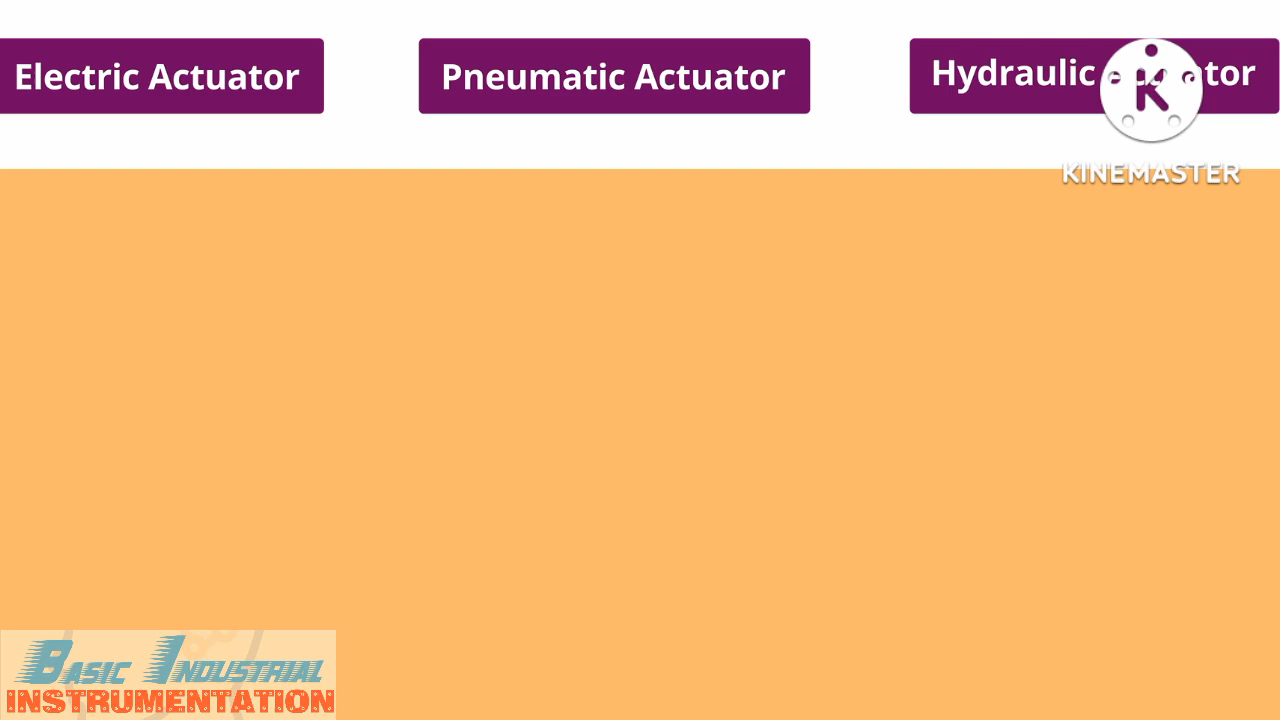 Electric Actuator
Pneumatic Actuator
Hydraulic
KINEMASTER
Basic Industrial
INSTRUMENTATION